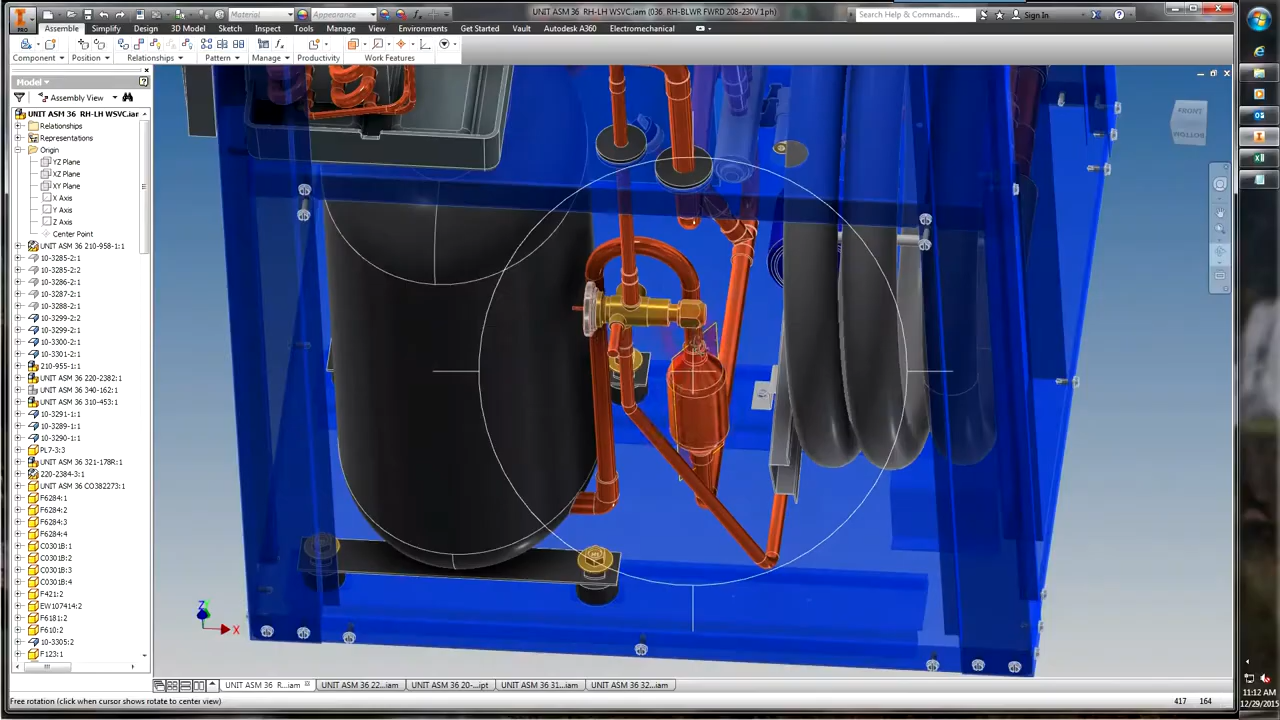 UNIT ASM 36 RH-LH WSVC (036 RH-BLWR FWRD 208-230V 1ph)
Material
Appearance
Search Help & Commands...
Sign In
PRO
Assemble Simplify Design 3D Model Sketch Inspect Tools Manage View Environments Get Started Vault Autodesk A360 Electromechanical
Component Position Relationships Pattern Manage Productivity Work Features
Model
Assembly View
UNIT ASM 36 RH-LH WSVC.iam
Relationships
Representations
Origin
YZ Plane
XZ Plane
XY Plane
X Axis
Y Axis
Z Axis
Center Point
UNIT ASM 36 210-958-1:1
10-3285-2:1
10-3285-2:2
10-3286-2:1
10-3287-2:1
10-3288-2:1
10-3299-2:2
10-3299-2:1
10-3300-2:1
10-3301-2:1
210-955-1:1
UNIT ASM 36 220-2382:1
UNIT ASM 36 340-162:1
UNIT ASM 36 310-453:1
10-3291-1:1
10-3289-1:1
10-3290-1:1
PL7-3:3
UNIT ASM 36 321-178R:1
220-2384-3:1
UNIT ASM 36 CO382273:1
F6284:1
F6284:2
F6284:3
F6284:4
C0301B:1
C0301B:2
C0301B:3
C0301B:4
F421:2
EW107414:2
F6181:2
F610:2
10-3305:2
F123:1
FRONT
BOTTOM
Z
X
UNIT ASM 36 R...iam UNIT ASM 36 22...iam UNIT ASM 36 20-...ipt UNIT ASM 36 31...iam UNIT ASM 36 32...iam
Free rotation (click when cursor shows rotate to center view)
417 164
11:12 AM
12/29/2015